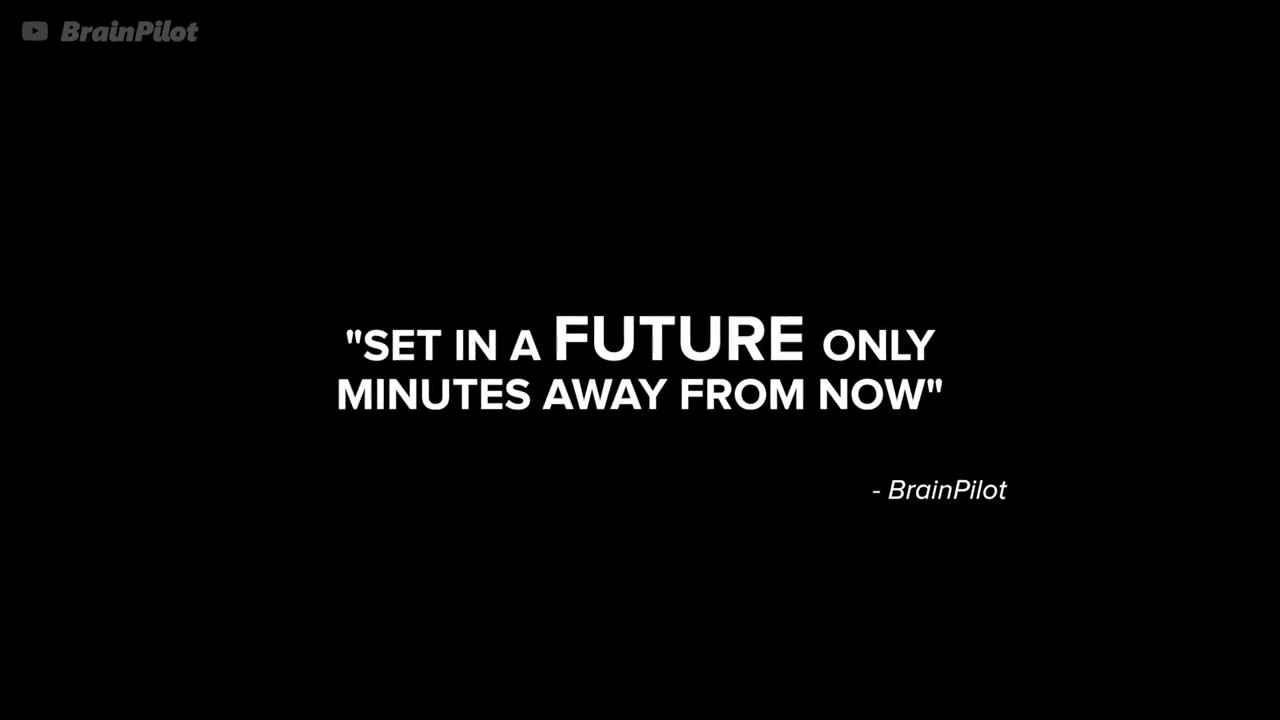 BrainPilot
"SET IN A FUTURE ONLY
MINUTES AWAY FROM NOW"
- BrainPilot